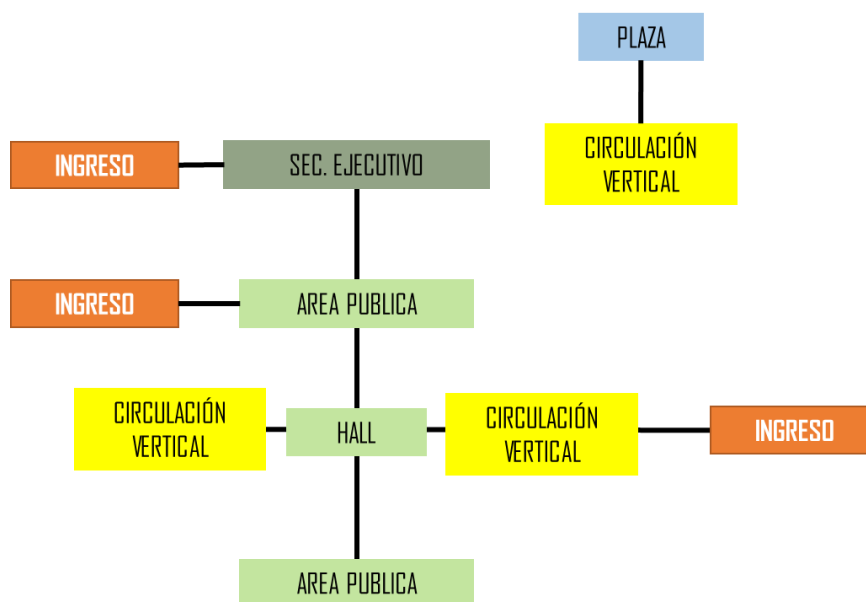 PLAZA
CIRCULACIÓN
VERTICAL
INGRESO
SEC. EJECUTIVO
INGRESO
AREA PUBLICA
CIRCULACIÓN
VERTICAL
HALL
CIRCULACIÓN
VERTICAL
INGRESO
AREA PUBLICA